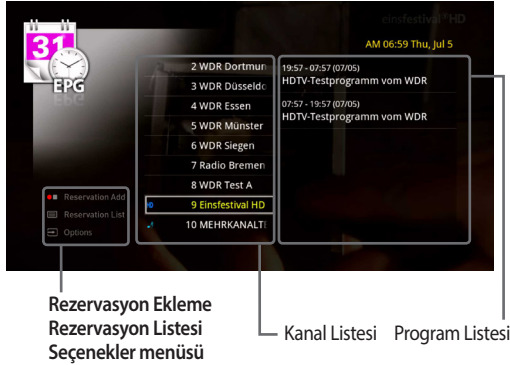 einsfestival HD
AM 06:59 Thu, Jul 5
31
EPG
2 WDR Dortmun
3 WDR Düsseldo
4 WDR Essen
5 WDR Münster
6 WDR Siegen
7 Radio Bremen
8 WDR Test A
HD 9 Einsfestival HD
10 MEHRKANALT
19:57 - 07:57 (07/05)
HDTV-Testprogramm vom WDR
07:57 - 19:57 (07/05)
HDTV-Testprogramm vom WDR
Reservation Add
Reservation List
Options
Rezervasyon Ekleme
Rezervasyon Listesi
Seçenekler menüsü
Kanal Listesi
Program Listesi